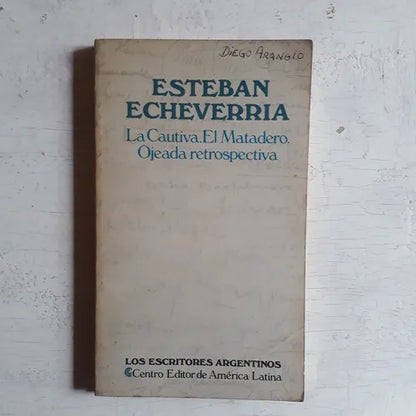 DIEGO ARANGIO
ESTEBAN
ECHEVERRIA
La Cautiva. El Matadero.
Ojeada retrospectiva
LOS ESCRITORES ARGENTINOS
Centro Editor de América Latina